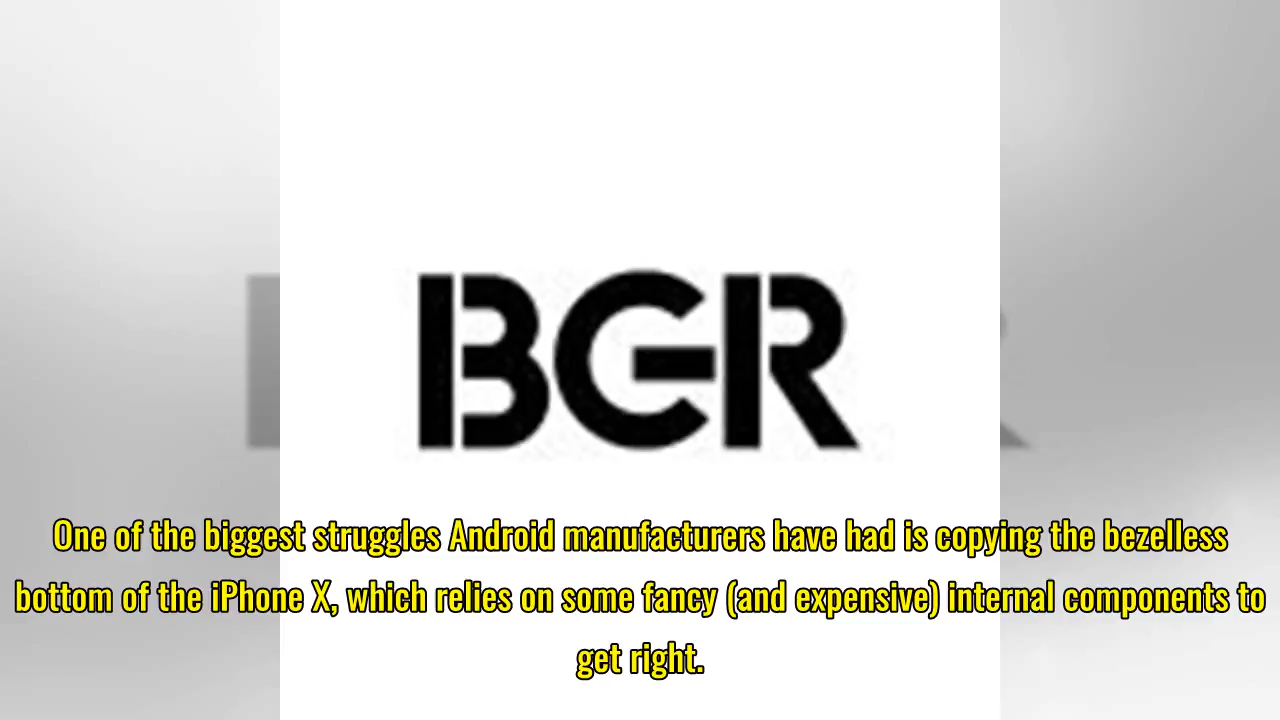 BGR
One of the biggest struggles Android manufacturers have had is copying the bezelless
bottom of the iPhone X, which relies on some fancy (and expensive) internal components to
get right.